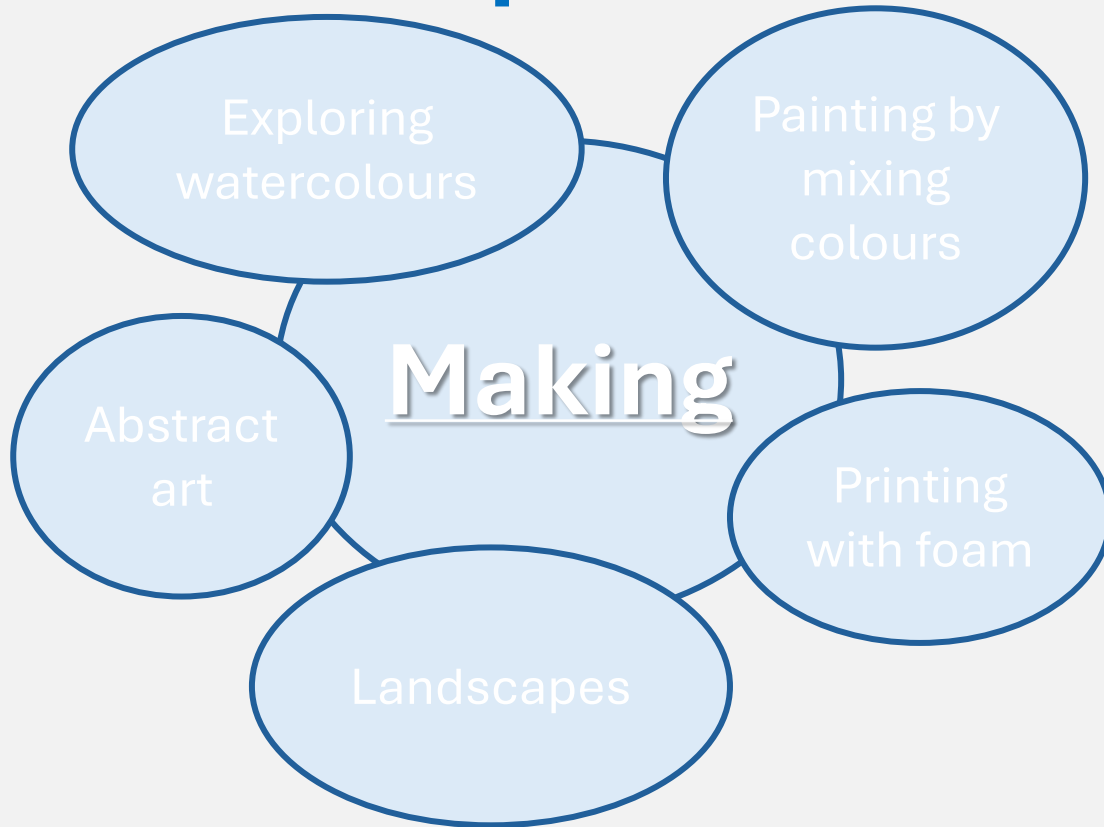 Exploring
watercolours
Painting by
mixing
colours
Making
Abstract
art
Printing
with foam
Landscapes